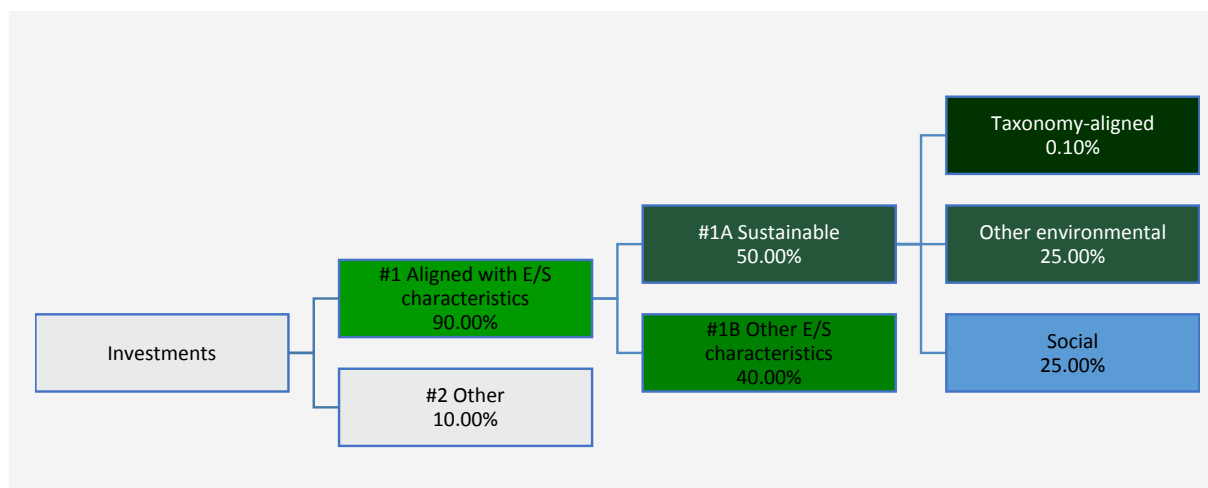 Investments
#1 Aligned with E/S
characteristics
90.00%
#2 Other
10.00%
#1A Sustainable
50.00%
#1B Other E/S
characteristics
40.00%
Taxonomy-aligned
0.10%
Other environmental
25.00%
Social
25.00%